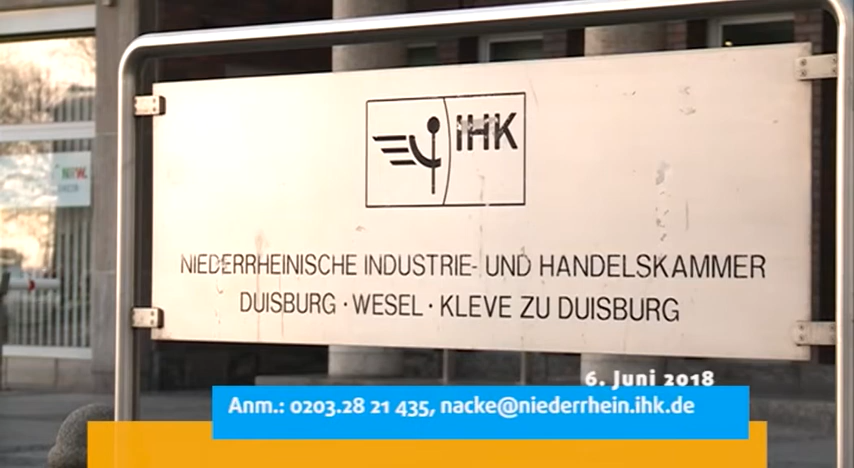 IHK
NIEDERRHEINISCHE INDUSTRIE- UND HANDELSKAMMER
DUISBURG · WESEL · KLEVE ZU DUISBURG
6. Juni 2018
Anm.: 0203.28 21 435, nacke@niederrhein.ihk.de